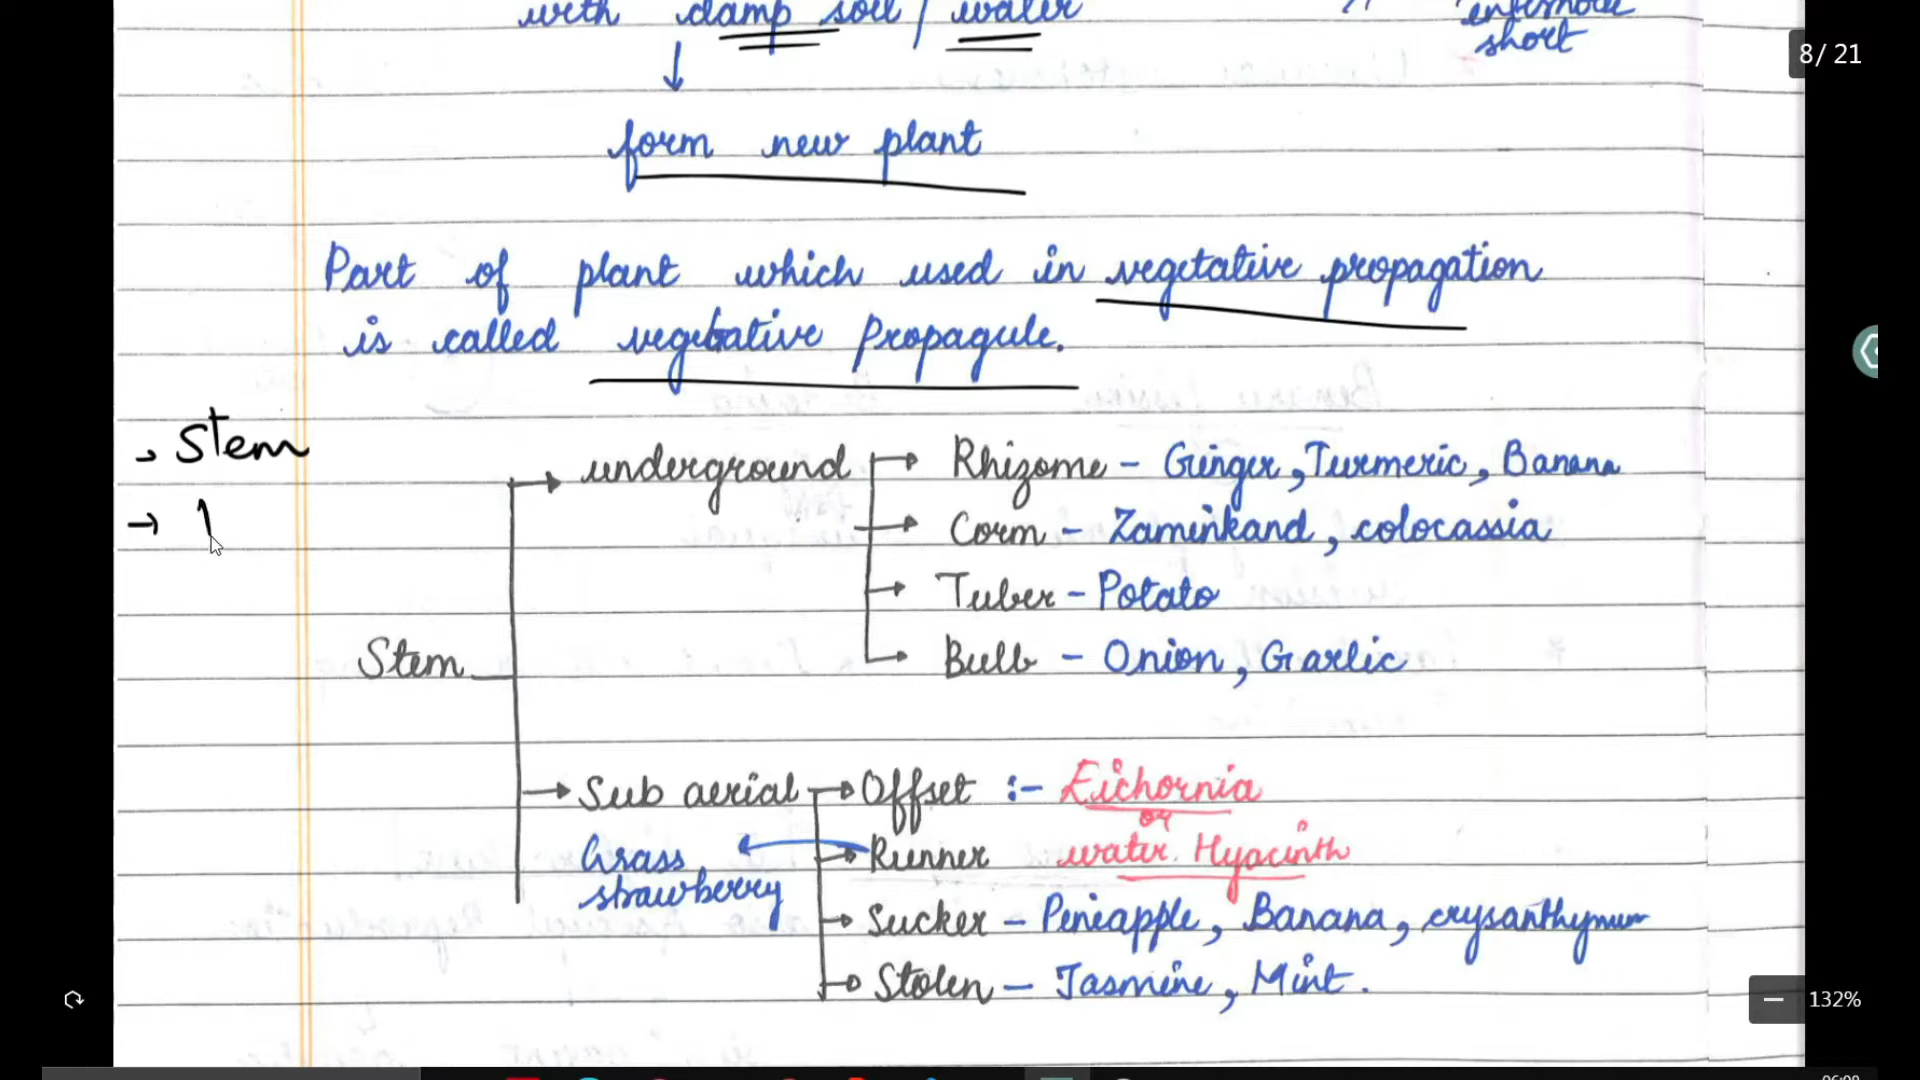 with damp soil / water
short
8/ 21
↓
form new plant
Part of plant which used in vegetative propagation
is called vegetative Propagule.
→ Stem
→ underground → Rhizome - Ginger, Turmeric, Banana
→ Corm - Zaminkand, colocassia
→ Tuber - Potato
Stem → Bulb - Onion, Garlic
→ Sub aerial → Offset :- Eichornia
or
Grass → Runner water Hyacinth
strawberry
→ Sucker - Pineapple, Banana, crysanthymum
→ Stolen - Jasmine, Mint.
132%